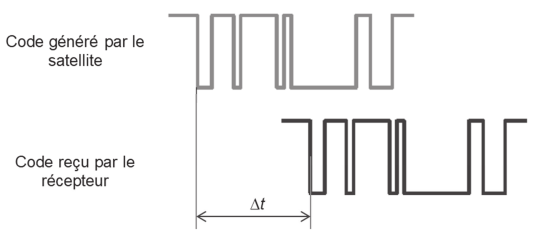 Code généré par le
satellite
Code reçu par le
récepteur
Δt